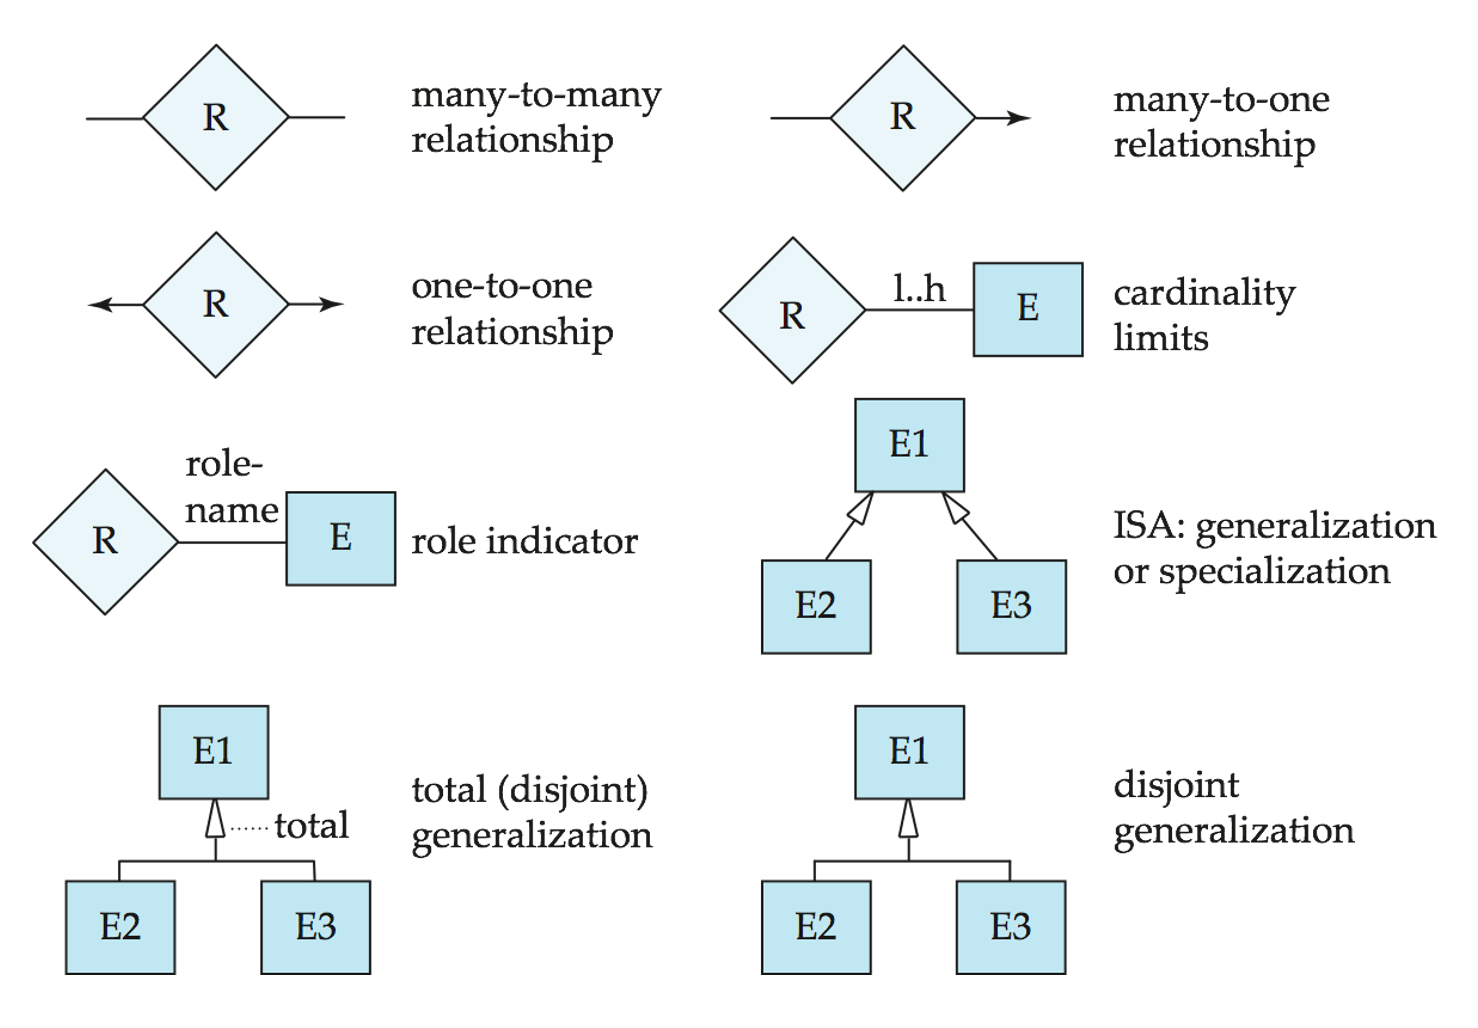 R
many-to-many
relationship
R
many-to-one
relationship
R
one-to-one
relationship
R
l..h
E
cardinality
limits
R
role-
name
E
role indicator
E1
E2
E3
ISA: generalization
or specialization
E1
total
E2
E3
total (disjoint)
generalization
E1
E2
E3
disjoint
generalization